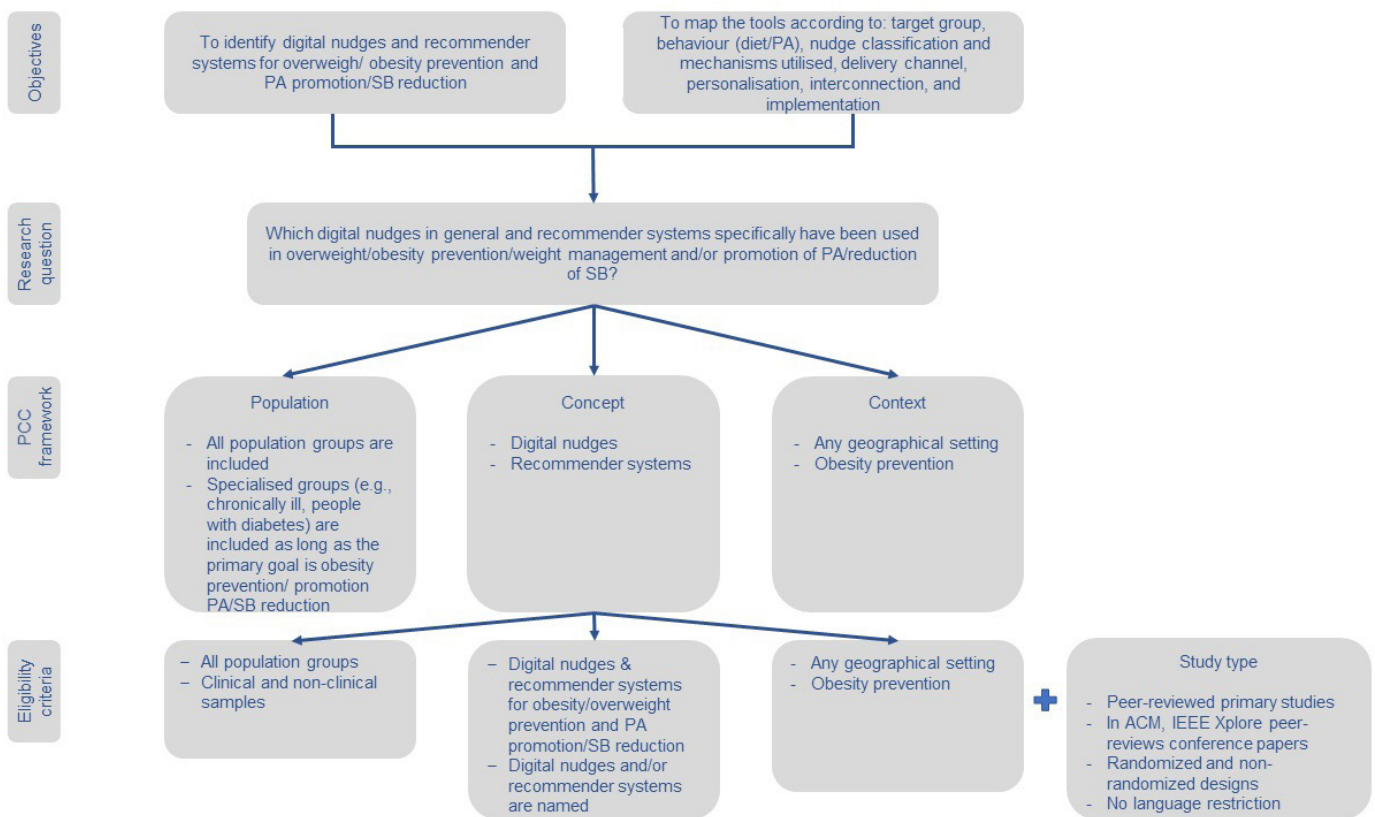 Objectives
To identify digital nudges and recommender
systems for overweigh/ obesity prevention and
PA promotion/SB reduction
To map the tools according to: target group,
behaviour (diet/PA), nudge classification and
mechanisms utilised, delivery channel,
personalisation, interconnection, and
implementation
Research
question
Which digital nudges in general and recommender systems specifically have been used
in overweight/obesity prevention/weight management and/or promotion of PA/reduction
of SB?
PCC
framework
Population
- All population groups are
included
- Specialised groups (e.g.,
chronically ill, people
with diabetes) are
included as long as the
primary goal is obesity
prevention/ promotion
PA/SB reduction
Concept
- Digital nudges
- Recommender systems
Context
- Any geographical setting
- Obesity prevention
Eligibility
criteria
– All population groups
– Clinical and non-clinical
samples
– Digital nudges &
recommender systems
for obesity/overweight
prevention and PA
promotion/SB reduction
– Digital nudges and/or
recommender systems
are named
- Any geographical setting
- Obesity prevention
Study type
- Peer-reviewed primary studies
- In ACM, IEEE Xplore peer-
reviews conference papers
- Randomized and non-
randomized designs
- No language restriction